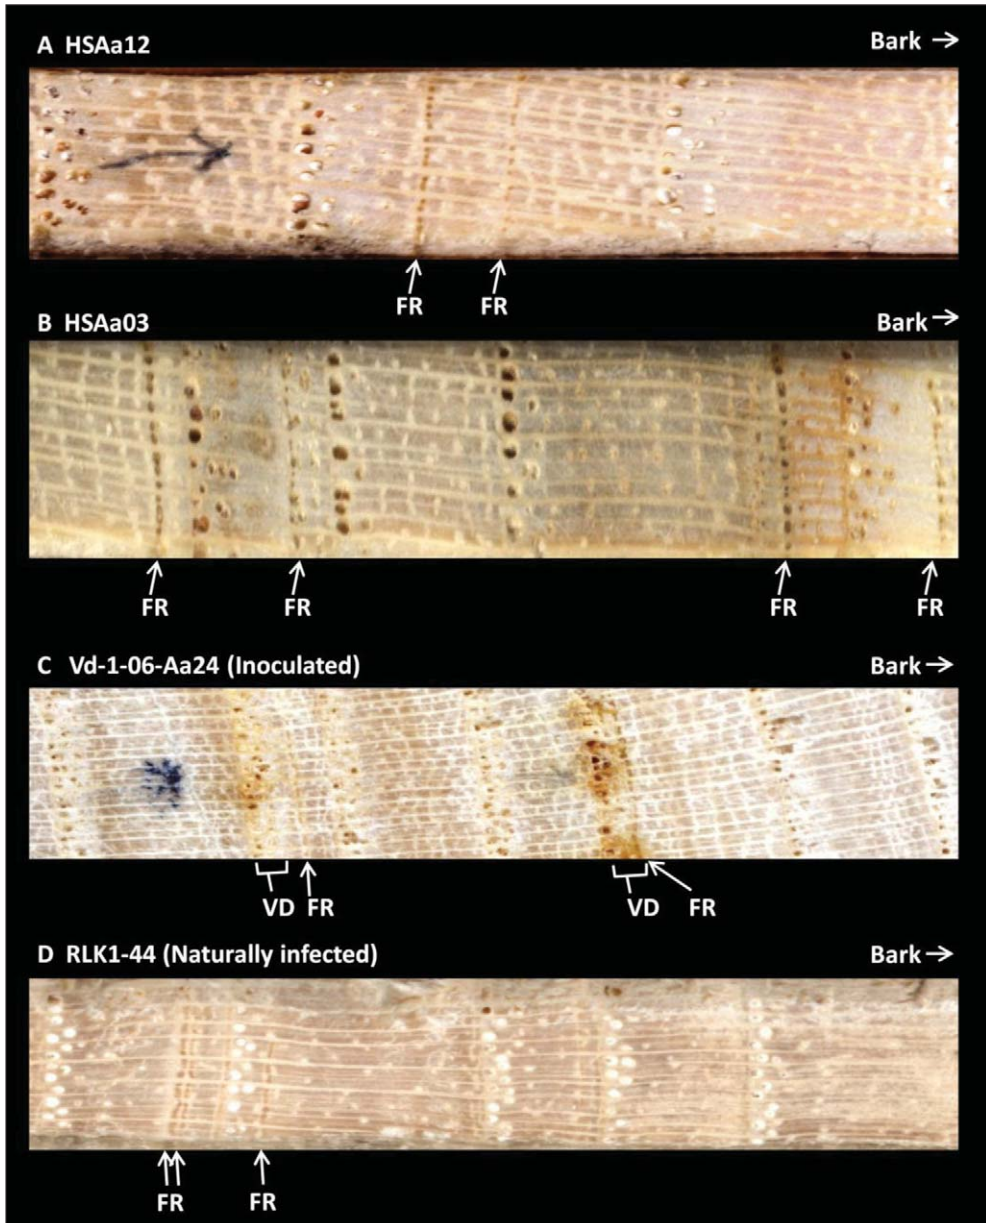 A HSAa12 Bark →
FR FR
B HSAa03 Bark →
FR FR FR FR
C Vd-1-06-Aa24 (Inoculated) Bark →
VD FR VD FR
D RLK1-44 (Naturally infected) Bark →
FR FR